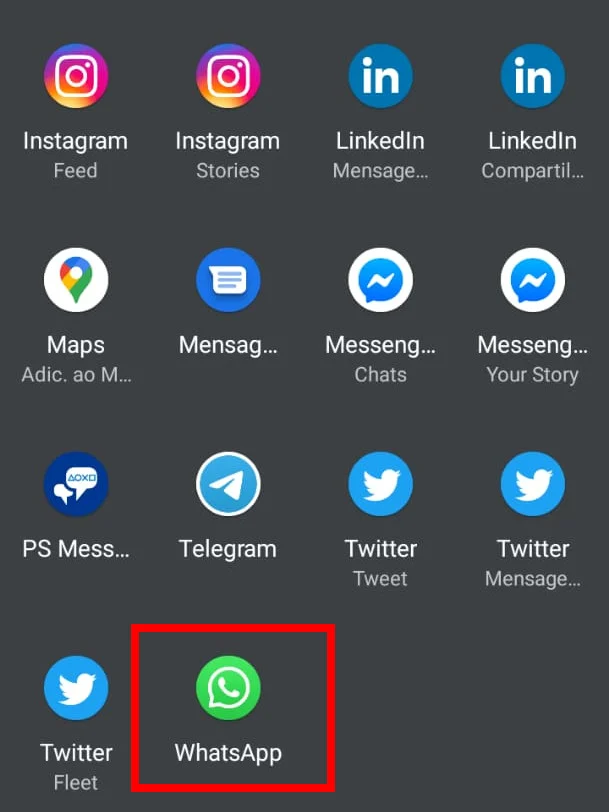 Instagram
Feed
Instagram
Stories
LinkedIn
Mensage...
LinkedIn
Compartil...
Maps
Adic. ao M...
Mensag...
Messeng...
Chats
Messeng...
Your Story
PS Mess...
Telegram
Twitter
Tweet
Twitter
Mensage...
Twitter
Fleet
WhatsApp